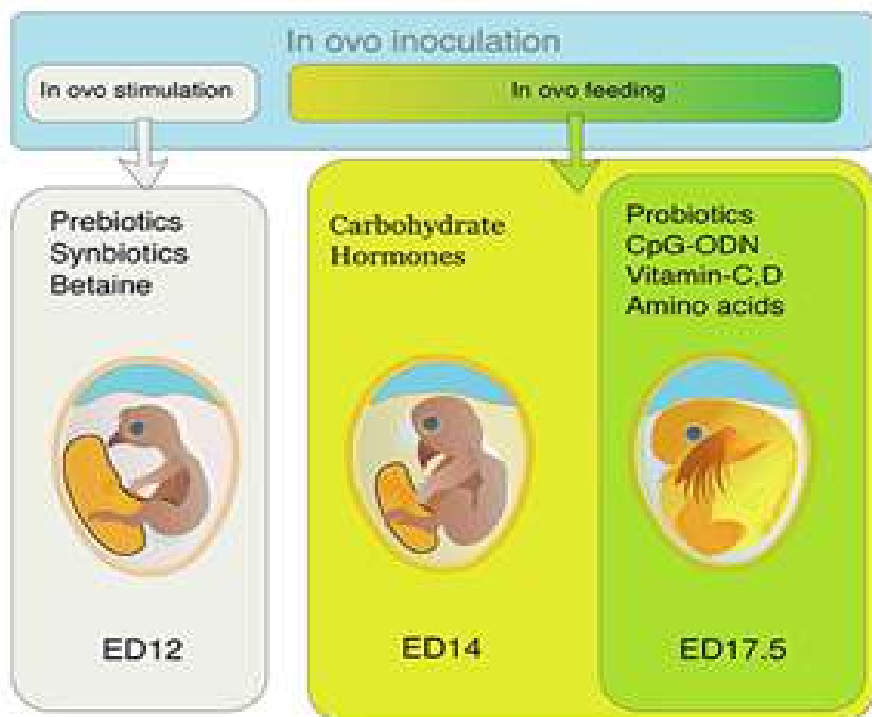 In ovo inoculation
In ovo stimulation
In ovo feeding
Prebiotics
Synbiotics
Betaine
ED12
Carbohydrate
Hormones
ED14
Probiotics
CpG-ODN
Vitamin-C,D
Amino acids
ED17.5